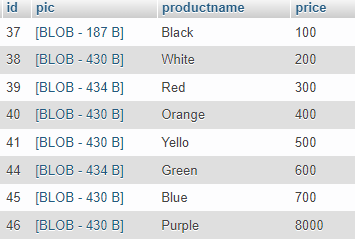 id pic productname price
37 [BLOB - 187 B] Black 100
38 [BLOB - 430 B] White 200
39 [BLOB - 434 B] Red 300
40 [BLOB - 430 B] Orange 400
41 [BLOB - 430 B] Yello 500
44 [BLOB - 434 B] Green 600
45 [BLOB - 430 B] Blue 700
46 [BLOB - 430 B] Purple 8000